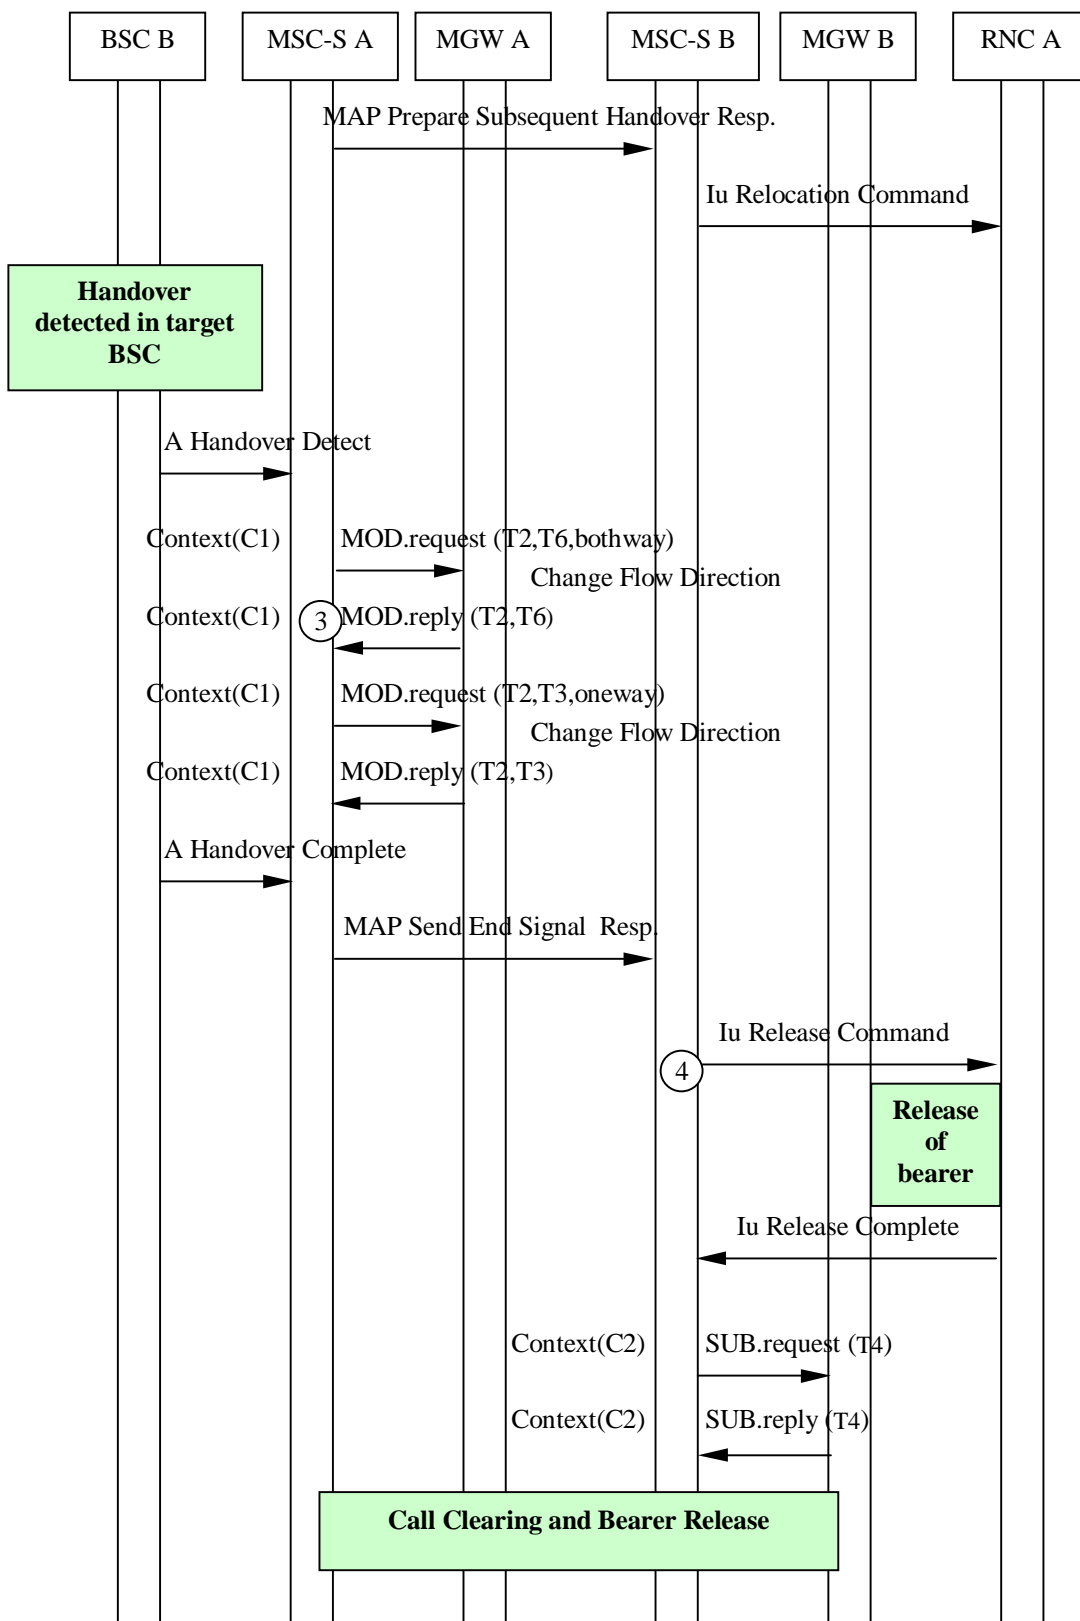 BSC B
MSC-S A
MGW A
MSC-S B
MGW B
RNC A
MAP Prepare Subsequent Handover Resp.
Iu Relocation Command
Handover
detected in target
BSC
A Handover Detect
Context(C1)
MOD.request (T2,T6,bothway)
Change Flow Direction
Context(C1)
3
MOD.reply (T2,T6)
Context(C1)
MOD.request (T2,T3,oneway)
Change Flow Direction
Context(C1)
MOD.reply (T2,T3)
A Handover Complete
MAP Send End Signal Resp.
Iu Release Command
4
Release
of
bearer
Iu Release Complete
Context(C2)
SUB.request (T4)
Context(C2)
SUB.reply (T4)
Call Clearing and Bearer Release